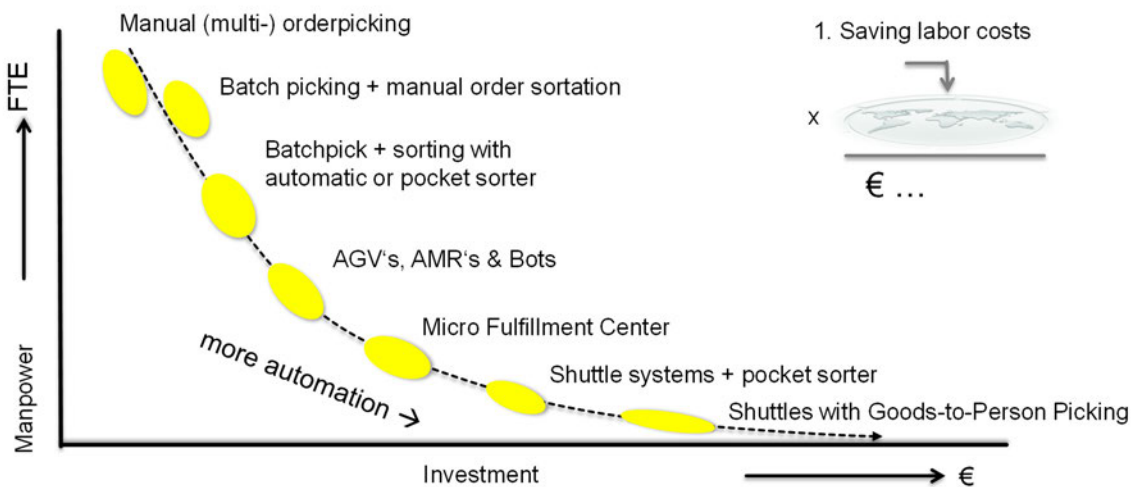 Manual (multi-) orderpicking
1. Saving labor costs
FTE
Batch picking + manual order sortation
x
Batchpick + sorting with
automatic or pocket sorter
€ ...
AGV‘s, AMR‘s & Bots
Micro Fulfillment Center
more automation →
Shuttle systems + pocket sorter
Shuttles with Goods-to-Person Picking
Manpower
Investment
€